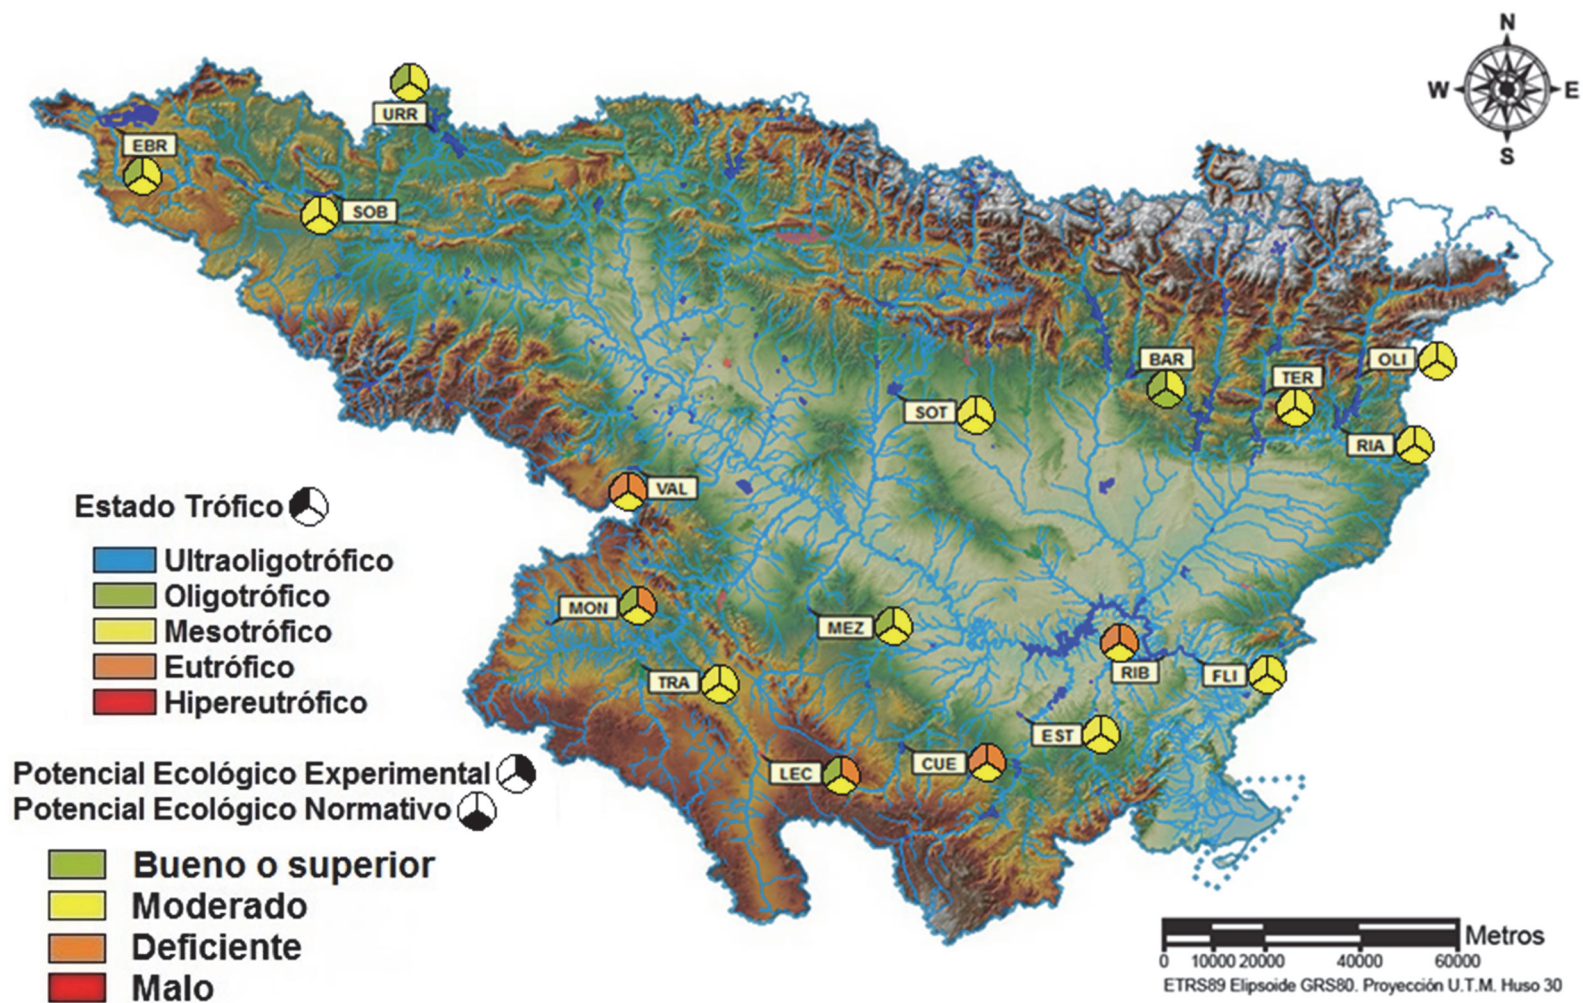 N
W
E
S
URR
EBR
SOB
BAR
OLI
TER
SOT
RIA
VAL
Estado Trófico
Ultraoligotrófico
Oligotrófico
Mesotrófico
Eutrófico
Hipereutrófico
MON
MEZ
TRA
RIB
FLI
EST
LEC
CUE
Potencial Ecológico Experimental
Potencial Ecológico Normativo
Bueno o superior
Moderado
Deficiente
Malo
Metros
0 10000 20000 40000 60000
ETRS89 Elipsoide GRS80. Proyección U.T.M. Huso 30